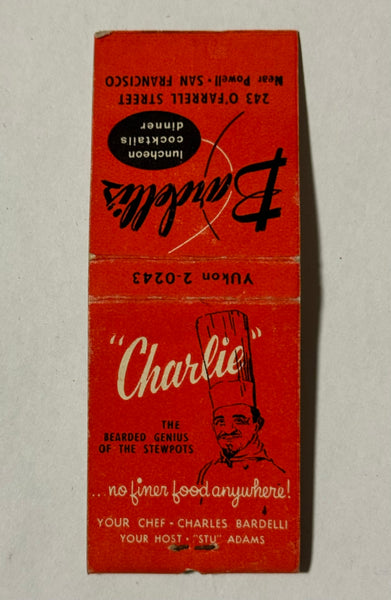 Bardelli's
luncheon
cocktails
dinner
243 O'FARRELL STREET
Near Powell • SAN FRANCISCO
YUkon 2-0243
"Charlie"
THE
BEARDED GENIUS
OF THE STEWPOTS
...no finer food anywhere!
YOUR CHEF • CHARLES BARDELLI
YOUR HOST • "STU" ADAMS